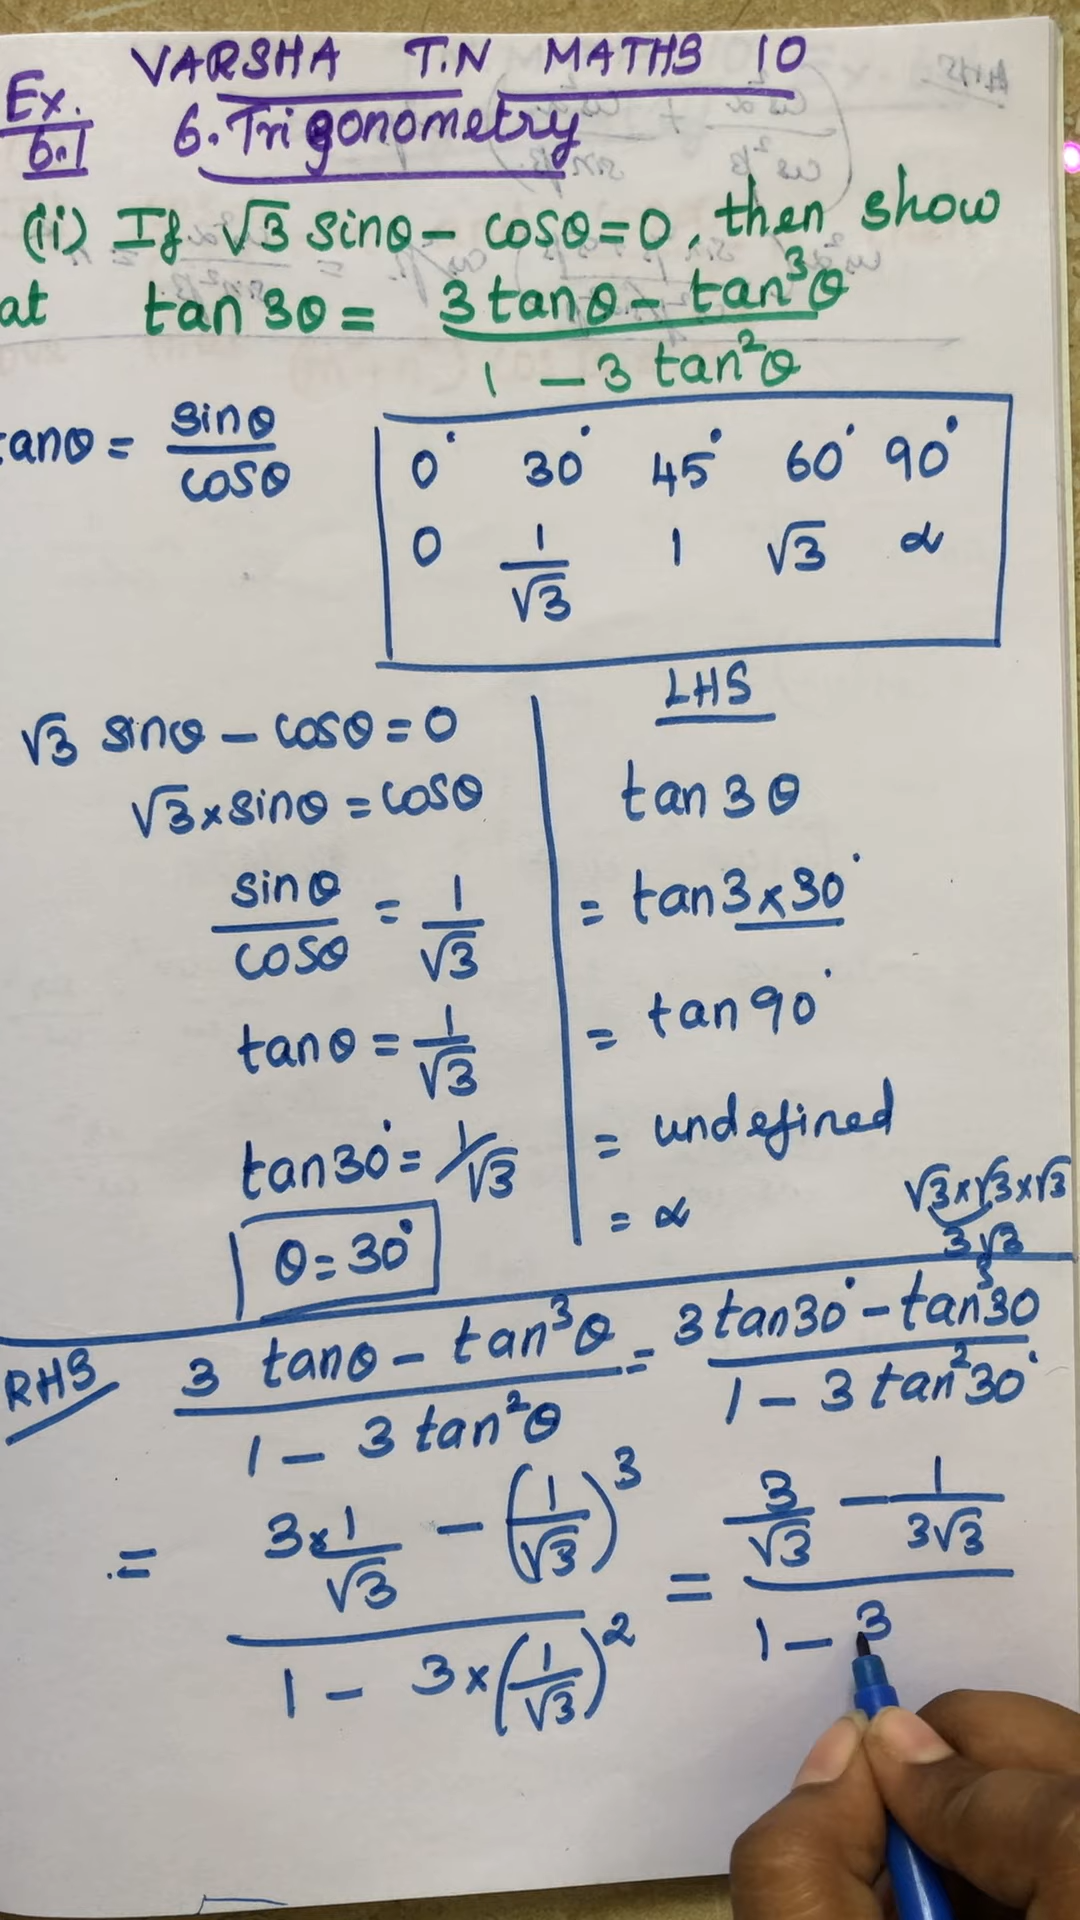 VARSHA T.N MATHS 10
Ex. 6.1
6. Trigonometry
(ii) If √3 sinθ - cosθ = 0, then show
at tan 3θ = (3 tanθ - tan³θ)/(1 - 3 tan²θ)
tanθ = sinθ/cosθ
0° 30° 45° 60° 90°
0 1/√3 1 √3 α
√3 sinθ - cosθ = 0
√3 × sinθ = cosθ
sinθ/cosθ = 1/√3
tanθ = 1/√3
tan30° = 1/√3
θ = 30°
LHS
tan 3θ
= tan 3×30°
= tan 90°
= undefined
= α
√3×√3×√3
3√3
RHS (3 tanθ - tan³θ)/(1 - 3 tan²θ) = (3 tan30° - tan³30)/(1 - 3 tan²30°)
= (3×1/√3 - (1/√3)³)/(1 - 3×(1/√3)²) = (3/√3 - 1/3√3)/(1 - 3